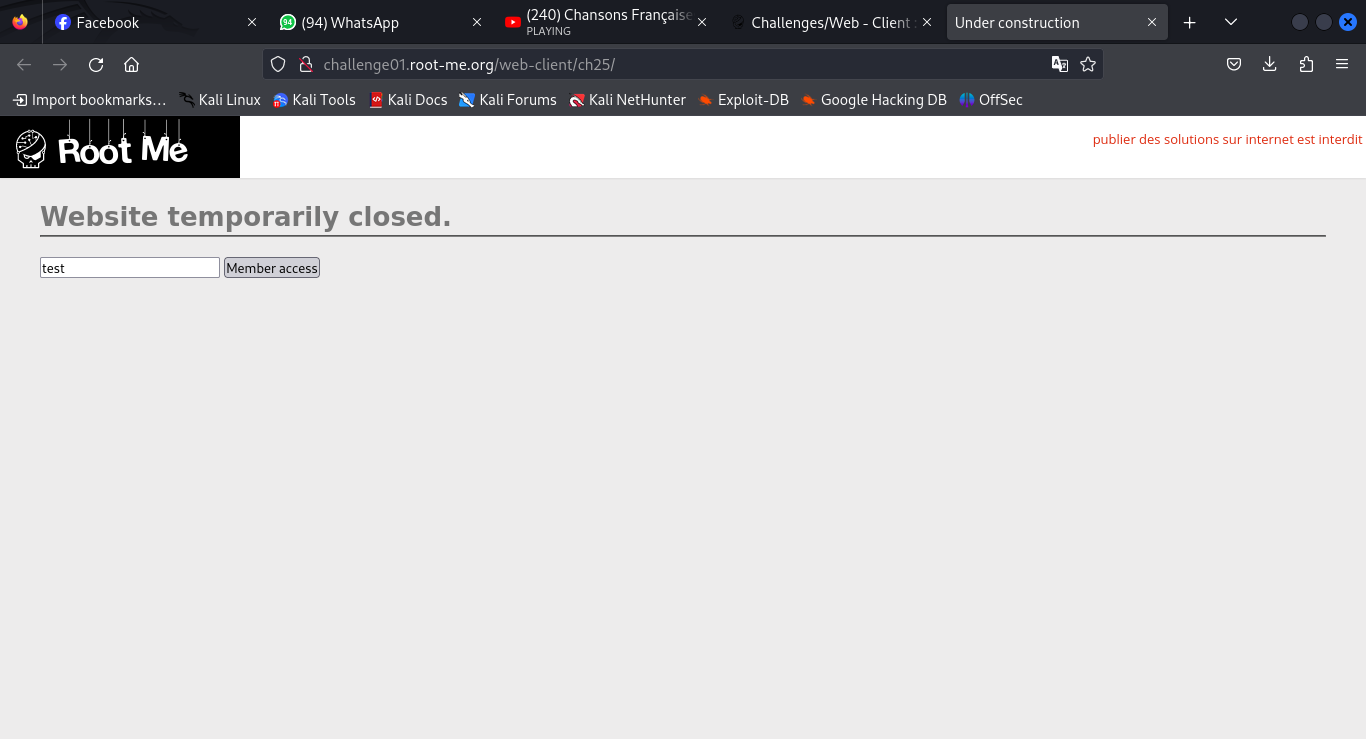 Facebook
(94) WhatsApp
(240) Chansons Française
PLAYING
Challenges/Web - Client :
Under construction
challenge01.root-me.org/web-client/ch25/
Import bookmarks...
Kali Linux
Kali Tools
Kali Docs
Kali Forums
Kali NetHunter
Exploit-DB
Google Hacking DB
OffSec
Root Me
publier des solutions sur internet est interdit
Website temporarily closed.
test
Member access